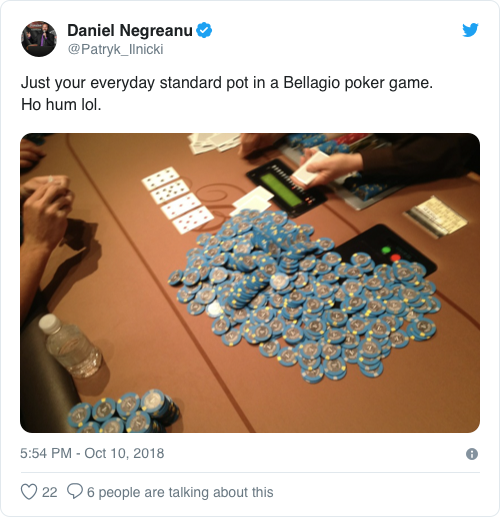 Daniel Negreanu
@Patryk_Ilnicki
Just your everyday standard pot in a Bellagio poker game.
Ho hum lol.
5:54 PM - Oct 10, 2018
22 6 people are talking about this